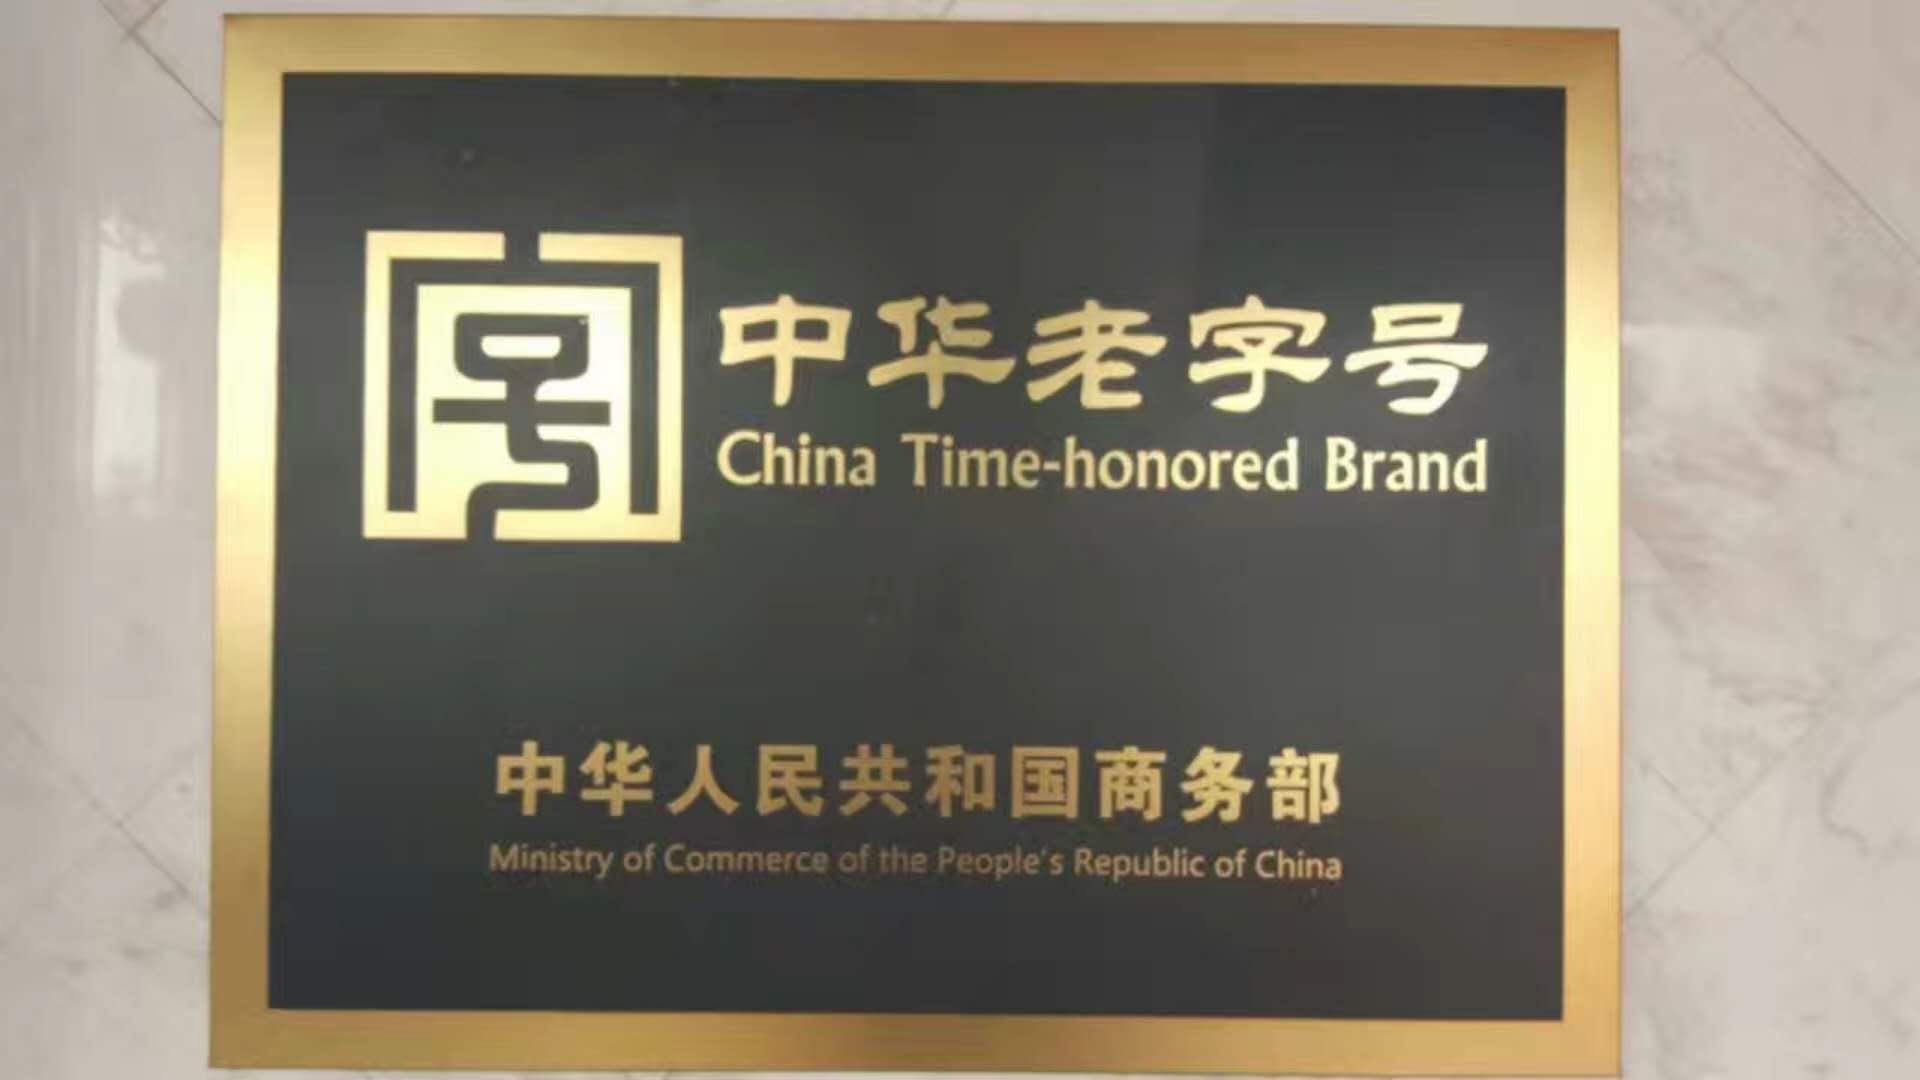 中华老字号
China Time-honored Brand
中华人民共和国商务部
Ministry of Commerce of the People's Republic of China